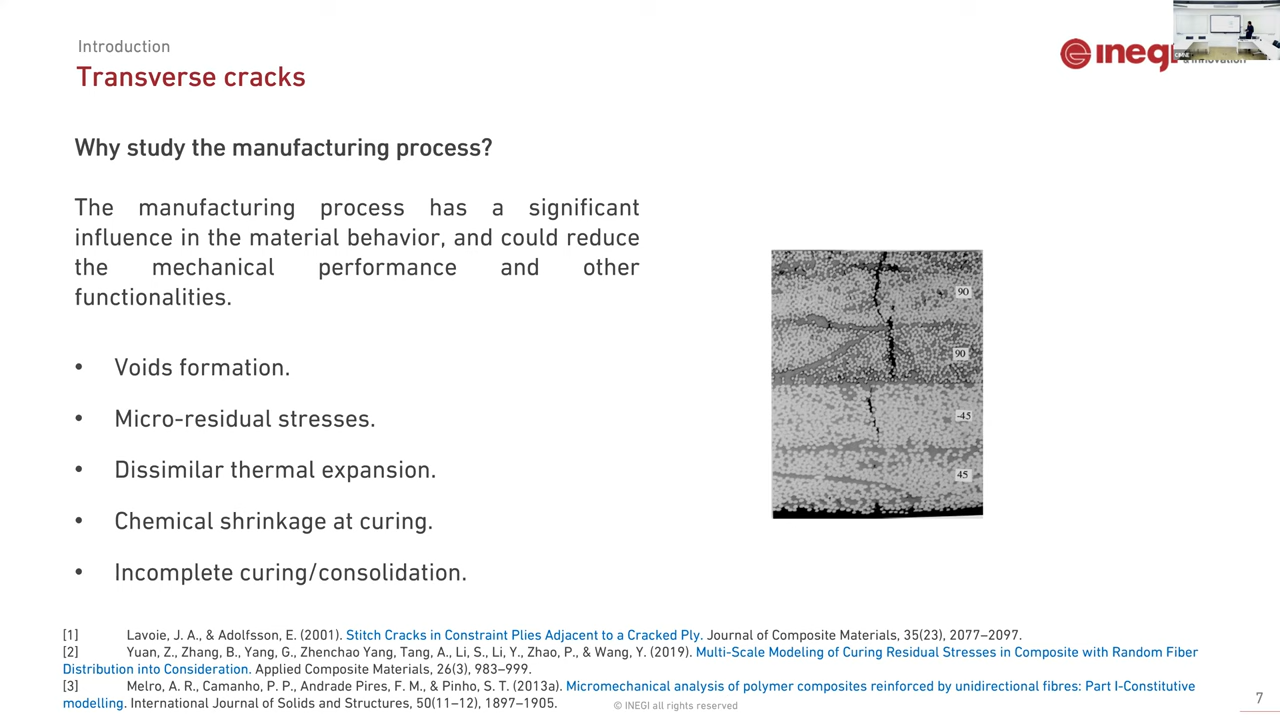 Introduction
Transverse cracks
inegi
& innovation
Why study the manufacturing process?
The manufacturing process has a significant
influence in the material behavior, and could reduce
the mechanical performance and other
functionalities.
• Voids formation.
• Micro-residual stresses.
• Dissimilar thermal expansion.
• Chemical shrinkage at curing.
• Incomplete curing/consolidation.
90
90
-45
45
[1] Lavoie, J. A., & Adolfsson, E. (2001). Stitch Cracks in Constraint Plies Adjacent to a Cracked Ply. Journal of Composite Materials, 35(23), 2077–2097.
[2] Yuan, Z., Zhang, B., Yang, G., Zhenchao Yang, Tang, A., Li, S., Li, Y., Zhao, P., & Wang, Y. (2019). Multi-Scale Modeling of Curing Residual Stresses in Composite with Random Fiber
Distribution into Consideration. Applied Composite Materials, 26(3), 983–999.
[3] Melro, A. R., Camanho, P. P., Andrade Pires, F. M., & Pinho, S. T. (2013a). Micromechanical analysis of polymer composites reinforced by unidirectional fibres: Part I-Constitutive
modelling. International Journal of Solids and Structures, 50(11–12), 1897–1905.
© INEGI all rights reserved
7